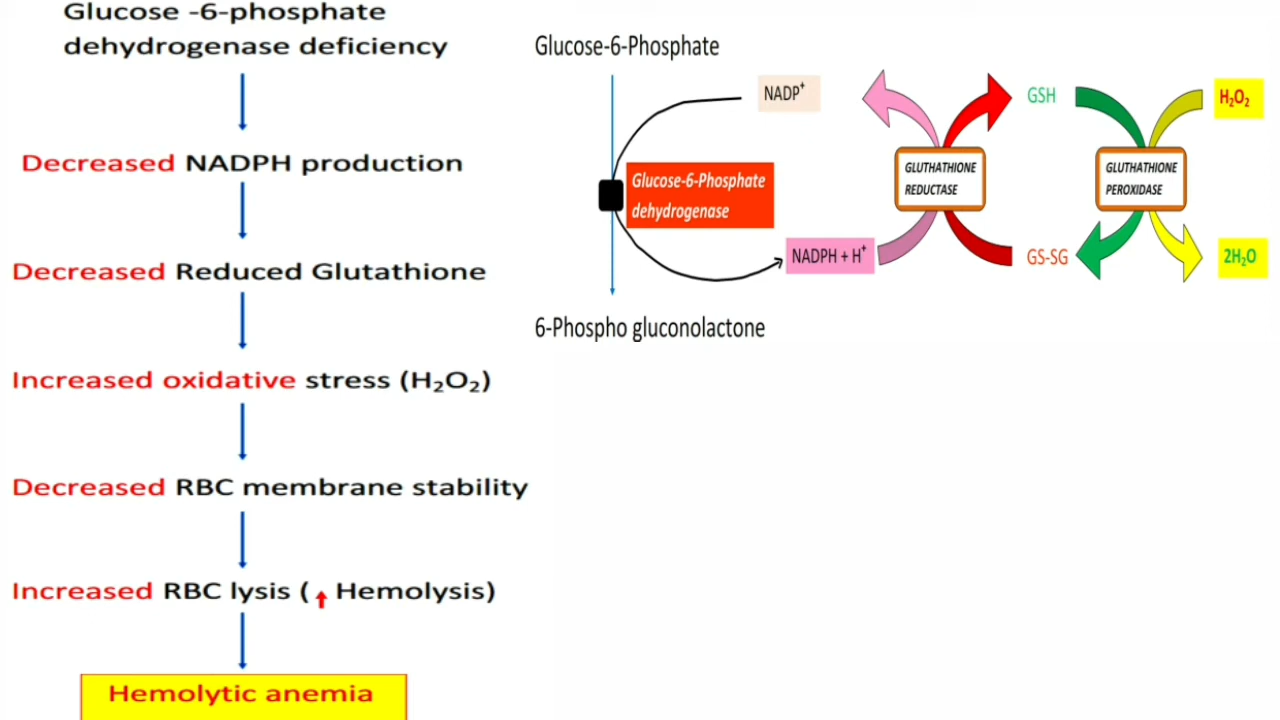 Glucose -6-phosphate
dehydrogenase deficiency
Decreased NADPH production
Decreased Reduced Glutathione
Increased oxidative stress (H₂O₂)
Decreased RBC membrane stability
Increased RBC lysis (↑ Hemolysis)
Hemolytic anemia
Glucose-6-Phosphate
NADP⁺
Glucose-6-Phosphate
dehydrogenase
NADPH + H⁺
6-Phospho gluconolactone
GLUTHATHIONE
REDUCTASE
GSH
GS-SG
GLUTHATHIONE
PEROXIDASE
H₂O₂
2H₂O